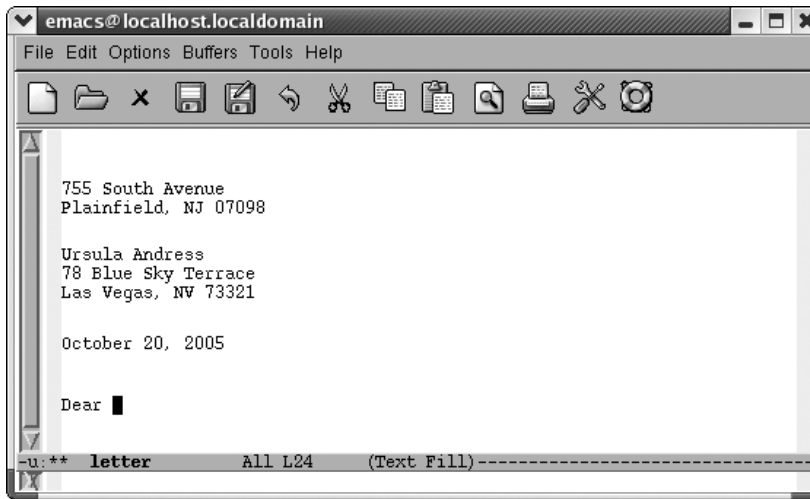 emacs@localhost.localdomain
File Edit Options Buffers Tools Help
755 South Avenue
Plainfield, NJ 07098
Ursula Andress
78 Blue Sky Terrace
Las Vegas, NV 73321
October 20, 2005
Dear
-u:** letter All L24 (Text Fill)----------------------------------